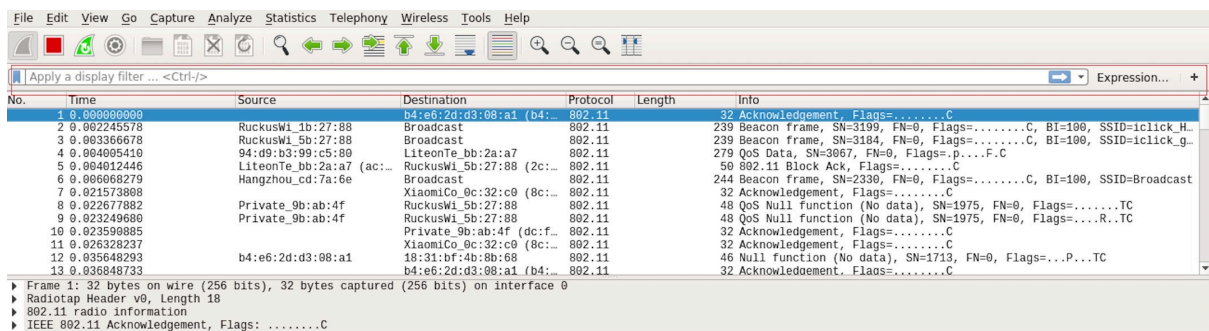 File Edit View Go Capture Analyze Statistics Telephony Wireless Tools Help
Apply a display filter ... <Ctrl-/> Expression... +
No. Time Source Destination Protocol Length Info
1 0.000000000 b4:e6:2d:d3:08:a1 (b4:… 802.11 32 Acknowledgement, Flags=........C
2 0.002245578 RuckusWi_1b:27:88 Broadcast 802.11 239 Beacon frame, SN=3199, FN=0, Flags=........C, BI=100, SSID=iclick_H…
3 0.003366678 RuckusWi_5b:27:88 Broadcast 802.11 239 Beacon frame, SN=3184, FN=0, Flags=........C, BI=100, SSID=iclick_g…
4 0.004005410 94:d9:b3:99:c5:80 LiteonTe_bb:2a:a7 802.11 279 QoS Data, SN=3067, FN=0, Flags=.p....F.C
5 0.004012446 LiteonTe_bb:2a:a7 (ac:… RuckusWi_5b:27:88 (2c:… 802.11 50 802.11 Block Ack, Flags=........C
6 0.006068279 Hangzhou_cd:7a:6e Broadcast 802.11 244 Beacon frame, SN=2330, FN=0, Flags=........C, BI=100, SSID=Broadcast
7 0.021573808 XiaomiCo_0c:32:c0 (8c:… 802.11 32 Acknowledgement, Flags=........C
8 0.022677882 Private_9b:ab:4f RuckusWi_5b:27:88 802.11 48 QoS Null function (No data), SN=1975, FN=0, Flags=.......TC
9 0.023249680 Private_9b:ab:4f RuckusWi_5b:27:88 802.11 48 QoS Null function (No data), SN=1975, FN=0, Flags=....R..TC
10 0.023590885 Private_9b:ab:4f (dc:f… 802.11 32 Acknowledgement, Flags=........C
11 0.026328237 XiaomiCo_0c:32:c0 (8c:… 802.11 32 Acknowledgement, Flags=........C
12 0.035648293 b4:e6:2d:d3:08:a1 18:31:bf:4b:8b:68 802.11 46 Null function (No data), SN=1713, FN=0, Flags=...P...TC
13 0.036848733 b4:e6:2d:d3:08:a1 (b4:… 802.11 32 Acknowledgement, Flags=........C
Frame 1: 32 bytes on wire (256 bits), 32 bytes captured (256 bits) on interface 0
Radiotap Header v0, Length 18
802.11 radio information
IEEE 802.11 Acknowledgement, Flags: ........C